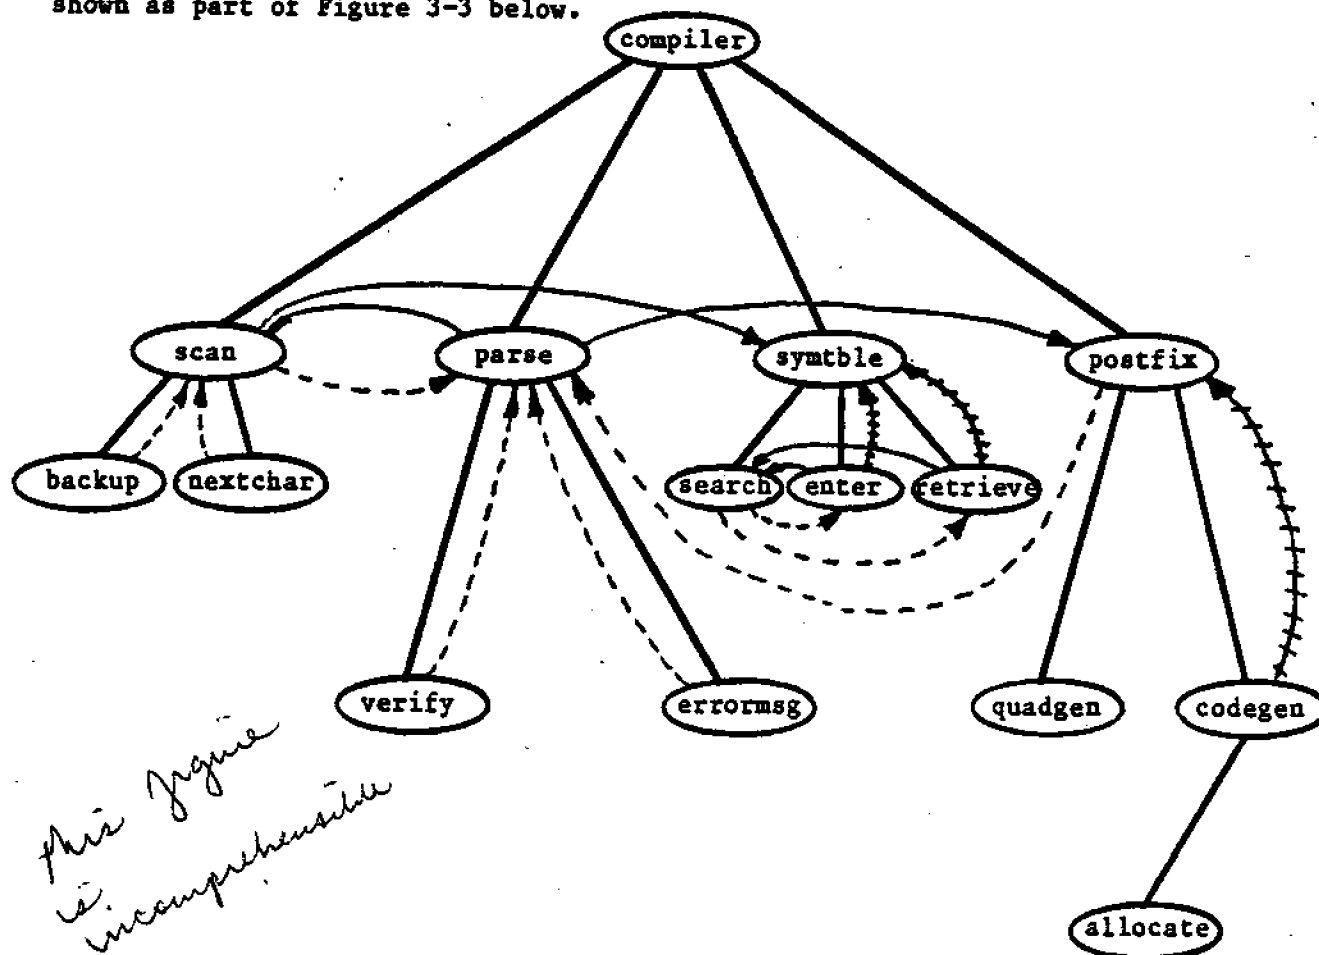 shown as part of Figure 3-3 below.
compiler
scan parse symtble postfix
backup nextchar search enter retrieve
verify errormsg quadgen codegen
this figure
is
incomprehensible
allocate